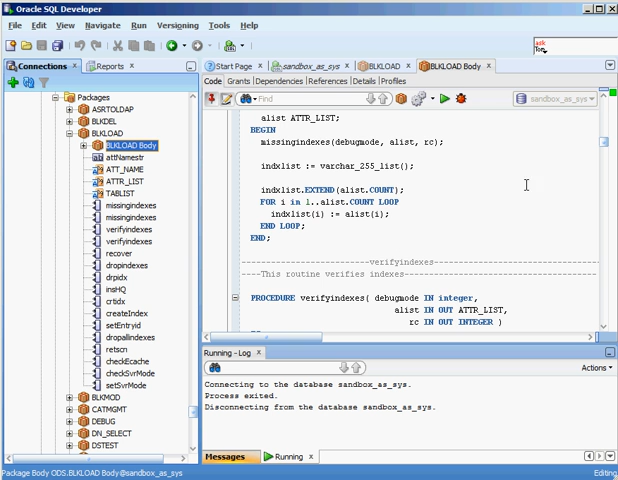 Oracle SQL Developer
File Edit View Navigate Run Versioning Tools Help
ask
Tom
Connections x Reports x
Start Page x sandbox_as_sys x BLKLOAD x BLKLOAD Body x
Code Grants Dependencies References Details Profiles
Find
sandbox_as_sys
Packages
ASRTOLDAP
BLKDEL
BLKLOAD
BLKLOAD Body
attNamestr
ATT_NAME
ATTR_LIST
TABLIST
missingindexes
missingindexes
verifyindexes
verifyindexes
recover
dropindexes
drpidx
insHQ
crtidx
createIndex
setEntryid
dropallindexes
retscn
checkEcache
checkSvrMode
setSvrMode
BLKMOD
CATMGMT
DEBUG
DN_SELECT
DSTEST
alist ATTR_LIST;
BEGIN
missingindexes(debugmode, alist, rc);
indxlist := varchar_255_list();
indxlist.EXTEND(alist.COUNT);
FOR i in 1..alist.COUNT LOOP
indxlist(i) := alist(i);
END LOOP;
END;
--------------------verifyindexes--------------------
----This routine verifies indexes--------------------
PROCEDURE verifyindexes( debugmode IN integer,
alist IN OUT ATTR_LIST,
rc IN OUT INTEGER )
Running - Log x
Actions
Connecting to the database sandbox_as_sys.
Process exited.
Disconnecting from the database sandbox_as_sys.
Messages Running x
Package Body ODS.BLKLOAD Body@sandbox_as_sys
Editing